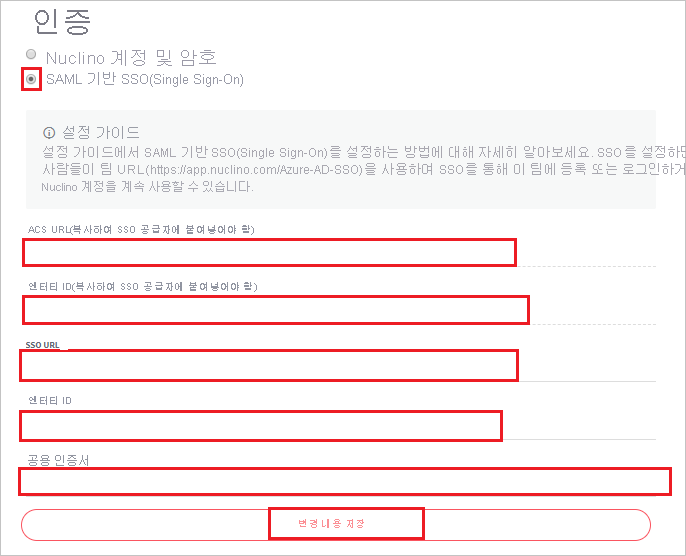 인증
Nuclino 계정 및 암호
SAML 기반 SSO(Single Sign-On)
설정 가이드
설정 가이드에서 SAML 기반 SSO(Single Sign-On)를 설정하는 방법에 대해 자세히 알아보세요. SSO를 설정하면
사람들이 팀 URL(https://app.nuclino.com/Azure-AD-SSO)을 사용하여 SSO를 통해 이 팀에 등록 또는 로그인하거
Nuclino 계정을 계속 사용할 수 있습니다.
ACS URL(복사하여 SSO 공급자에 붙여넣어야 함)
엔터티 ID(복사하여 SSO 공급자에 붙여넣어야 함)
SSO URL
엔터티 ID
공용 인증서
변경 내용 저장